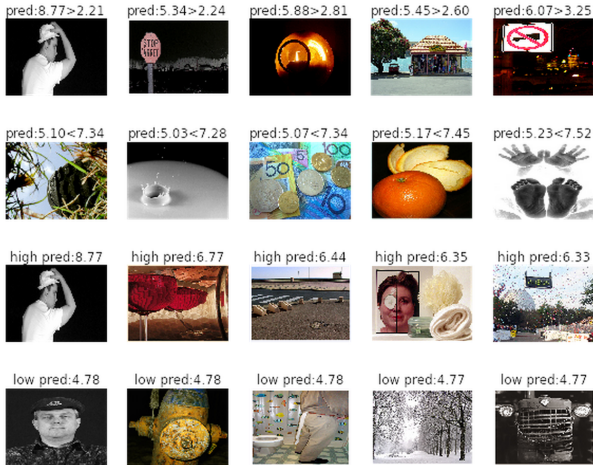 pred:8.77>2.21
pred:5.34>2.24
pred:5.88>2.81
pred:5.45>2.60
pred:6.07>3.25
STOP
pred:5.10<7.34
pred:5.03<7.28
pred:5.07<7.34
pred:5.17<7.45
pred:5.23<7.52
50
5
100
high pred:8.77
high pred:6.77
high pred:6.44
high pred:6.35
high pred:6.33
low pred:4.78
low pred:4.78
low pred:4.78
low pred:4.77
low pred:4.77